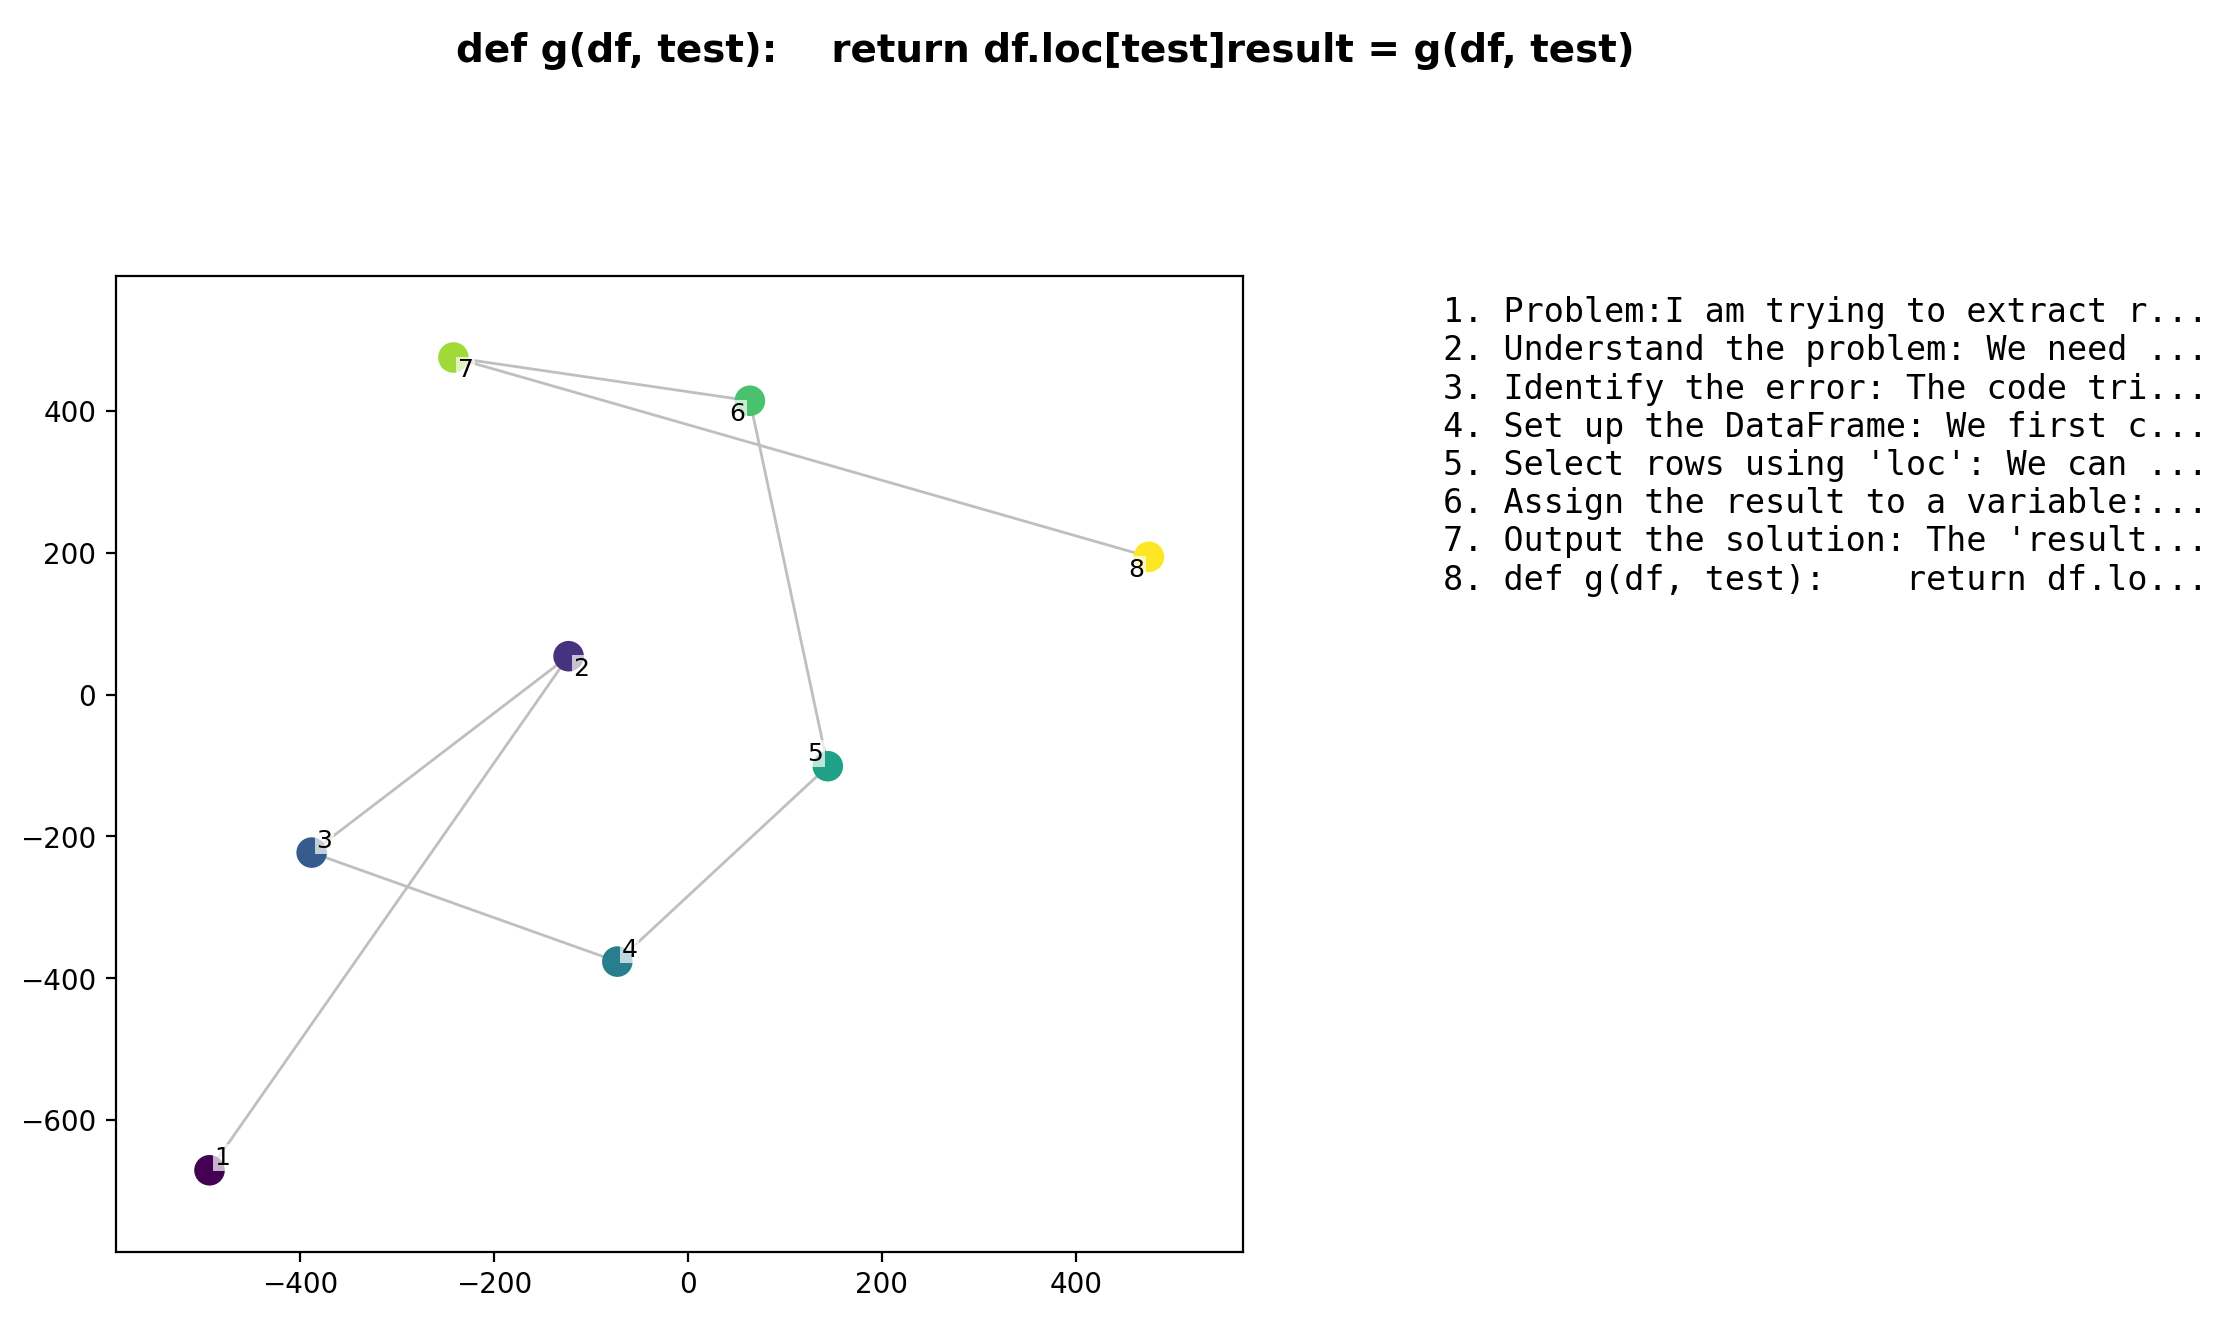 def g(df, test):    return df.loc[test]result = g(df, test)
1. Problem:I am trying to extract r...
2. Understand the problem: We need ...
3. Identify the error: The code tri...
4. Set up the DataFrame: We first c...
5. Select rows using 'loc': We can ...
6. Assign the result to a variable:...
7. Output the solution: The 'result...
8. def g(df, test):    return df.lo...
7
6
400
200
8
2
0
5
3
−200
4
−400
−600
1
−400
−200
0
200
400